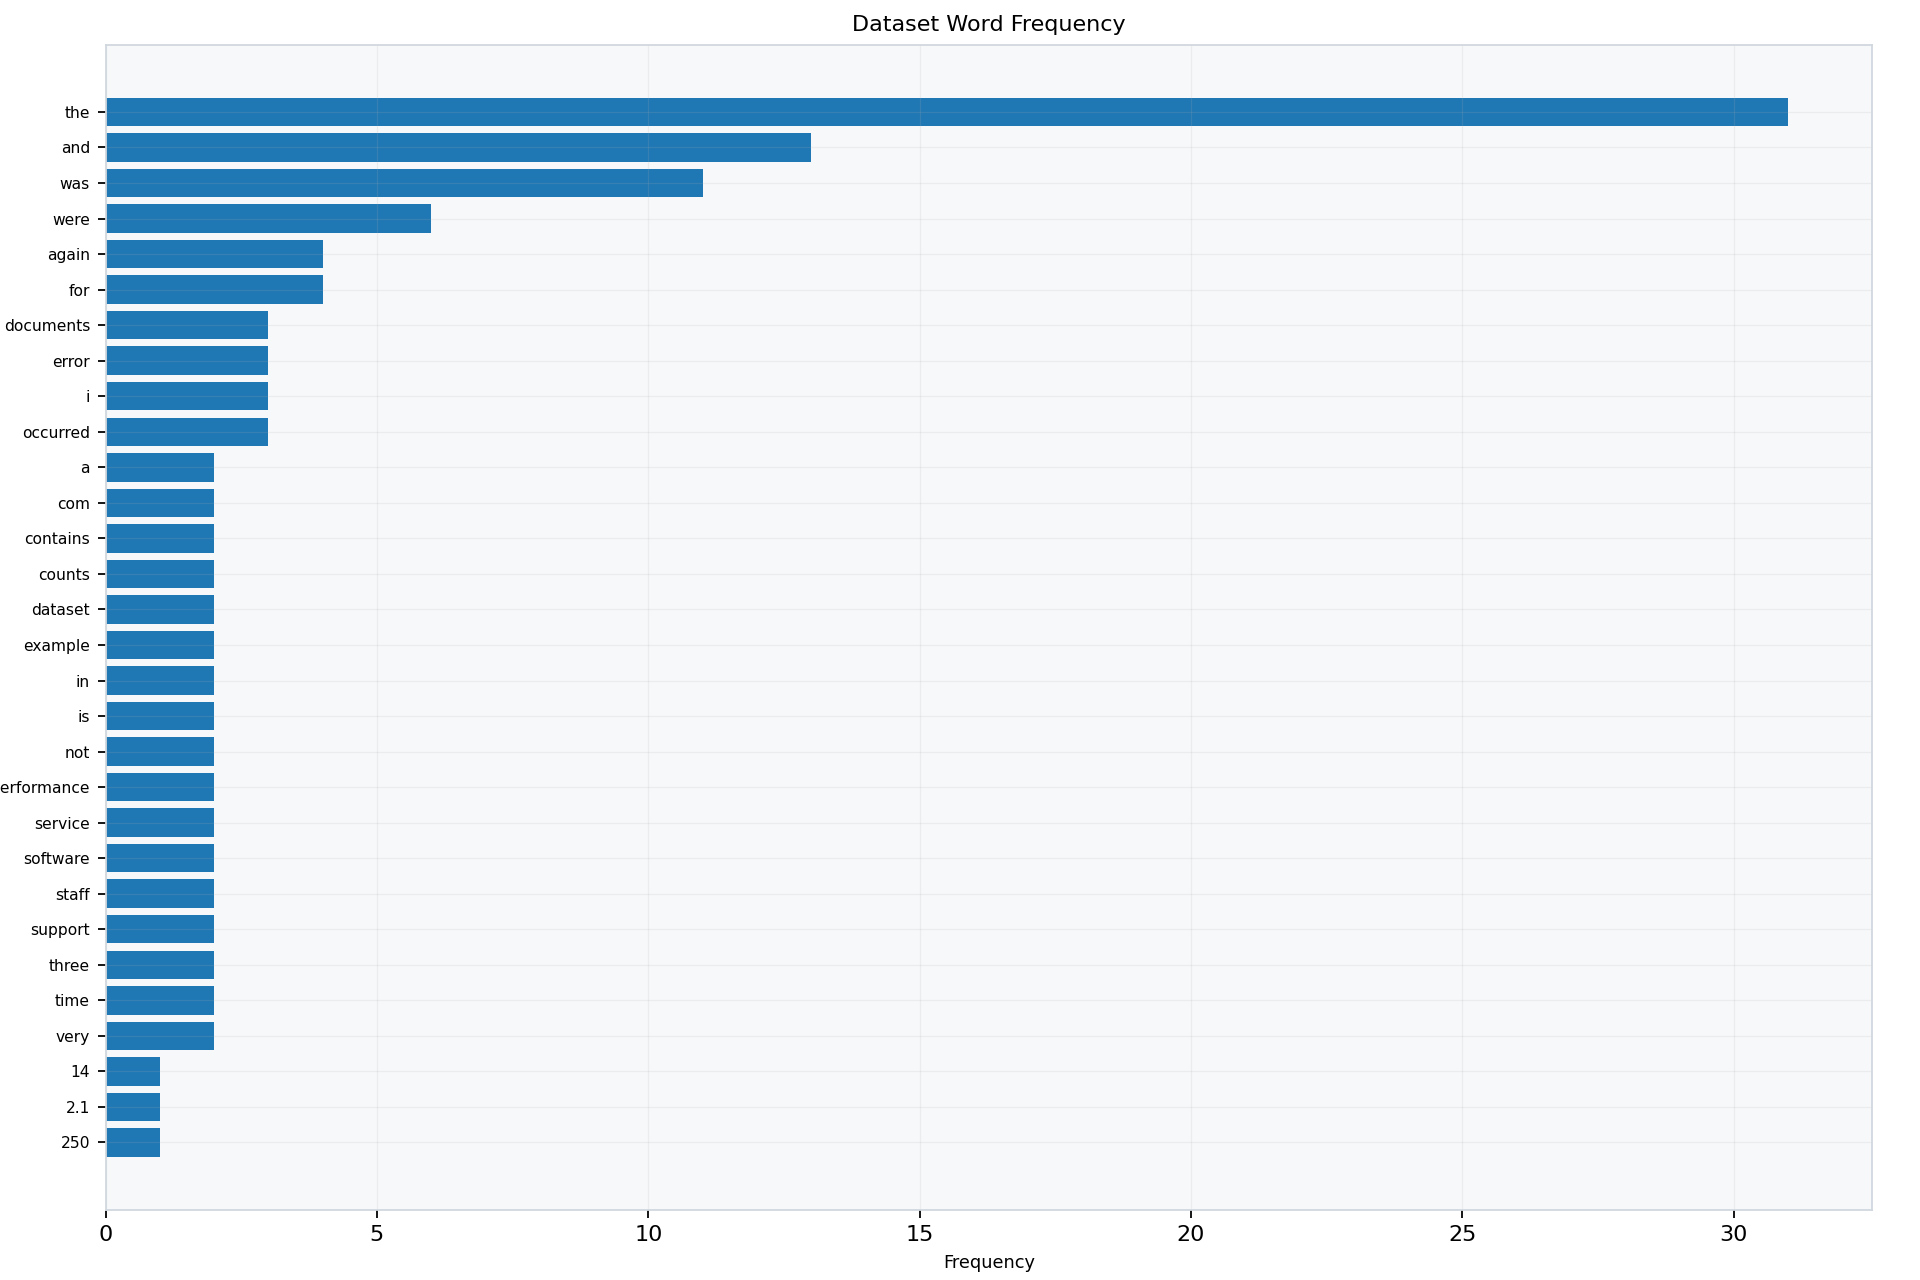 Dataset Word Frequency
the
and
was
were
again
for
documents
error
i
occurred
a
com
contains
counts
dataset
example
in
is
not
erformance
service
software
staff
support
three
time
very
14
2.1
250
0 5 10 15 20 25 30
Frequency